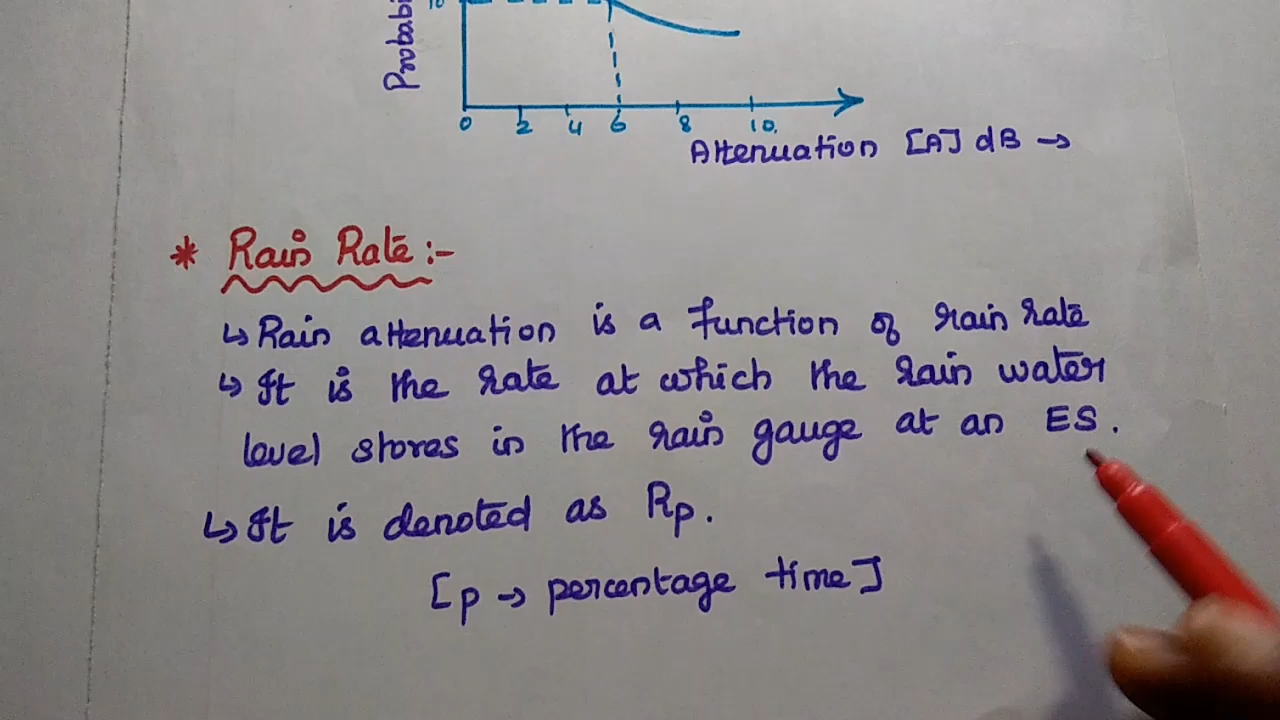 Probabi
10
0 2 4 6 8 10.
Attenuation [A] dB →
* Rain Rate :-
↳ Rain attenuation is a function of rain rate
↳ It is the rate at which the rain water
level stores in the rain gauge at an ES.
↳ It is denoted as Rp.
[p → percentage time]